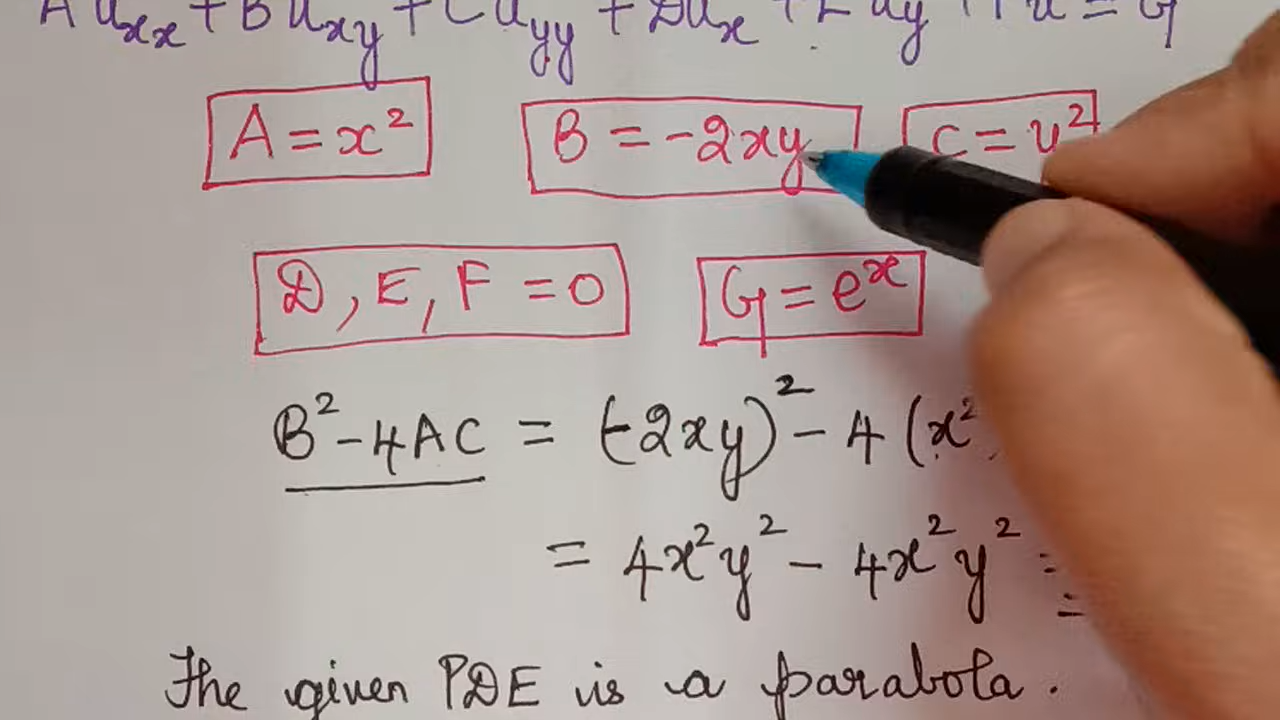 A u_xx + B u_xy + C u_yy + D u_x + E u_y + F u = G
A = x² B = -2xy C = y²
D, E, F = 0 G = eˣ
B² - 4AC = (-2xy)² - 4 (x²
= 4x²y² - 4x²y² =
The given PDE is a parabola.